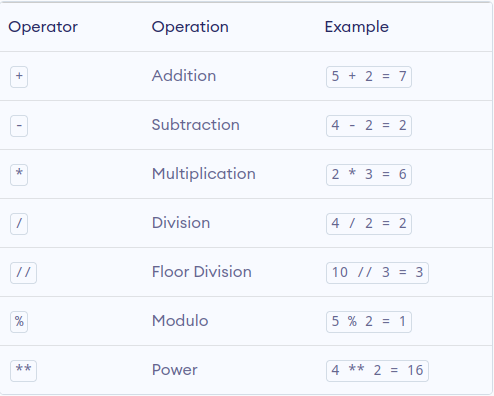 Operator Operation Example
+ Addition 5 + 2 = 7
- Subtraction 4 - 2 = 2
* Multiplication 2 * 3 = 6
/ Division 4 / 2 = 2
// Floor Division 10 // 3 = 3
% Modulo 5 % 2 = 1
** Power 4 ** 2 = 16